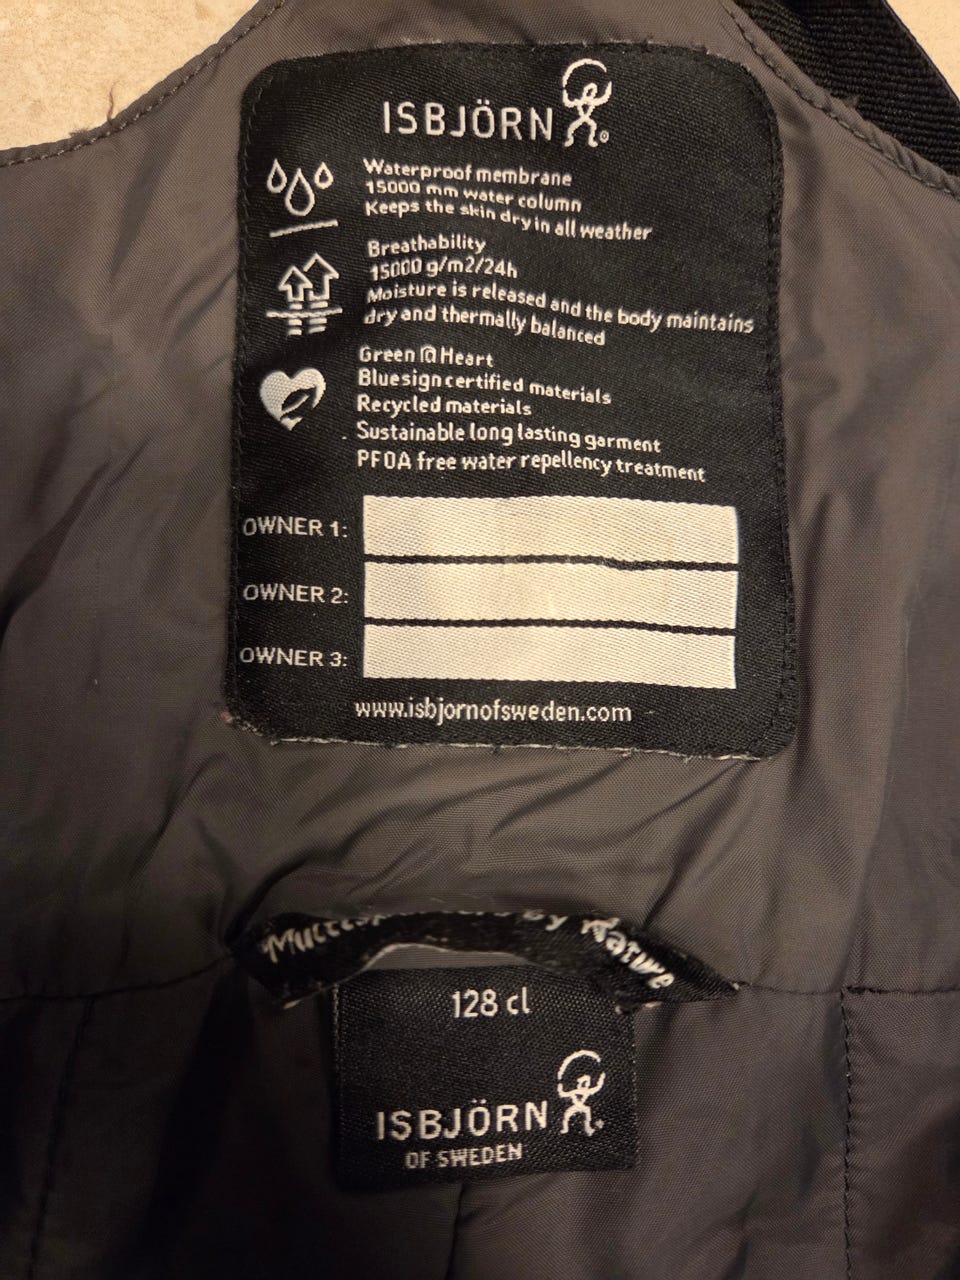 ISBJÖRN
Waterproof membrane
15000 mm water column
Keeps the skin dry in all weather
Breathability
15000 g/m2/24h
Moisture is released and the body maintains
dry and thermally balanced
Green @ Heart
Bluesign certified materials
Recycled materials
Sustainable long lasting garment
PFOA free water repellency treatment
OWNER 1:
OWNER 2:
OWNER 3:
www.isbjornofsweden.com
by Nature
128 cl
ISBJÖRN
OF SWEDEN